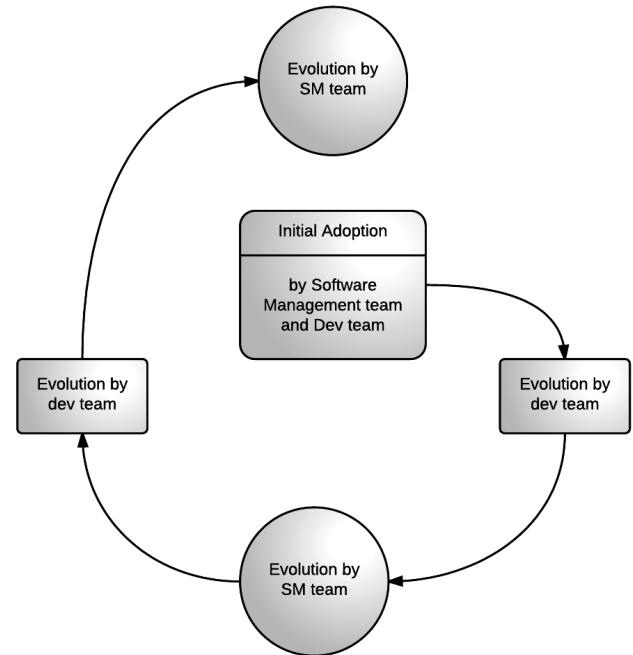 Evolution by
SM team
Initial Adoption
by Software
Management team
and Dev team
Evolution by
dev team
Evolution by
dev team
Evolution by
SM team